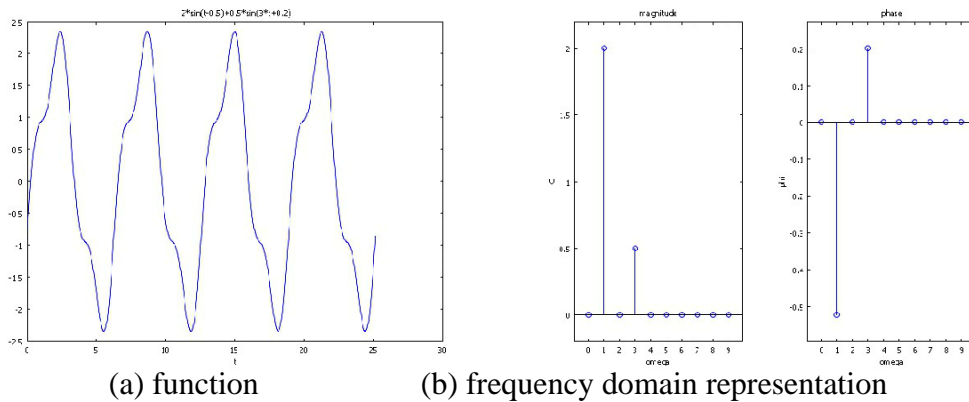 2*sin(t-0.5)+0.5*sin(3*t+0.2)
2.5
2
1.5
1
0.5
0
-0.5
-1
-1.5
-2
-2.5
0 5 10 15 20 25 30
t
magnitude
2
1.5
1
0.5
0
C
0 1 2 3 4 5 6 7 8 9
omega
phase
0.2
0.1
0
-0.1
-0.2
-0.3
-0.4
-0.5
phi
0 1 2 3 4 5 6 7 8 9
omega
(a) function
(b) frequency domain representation